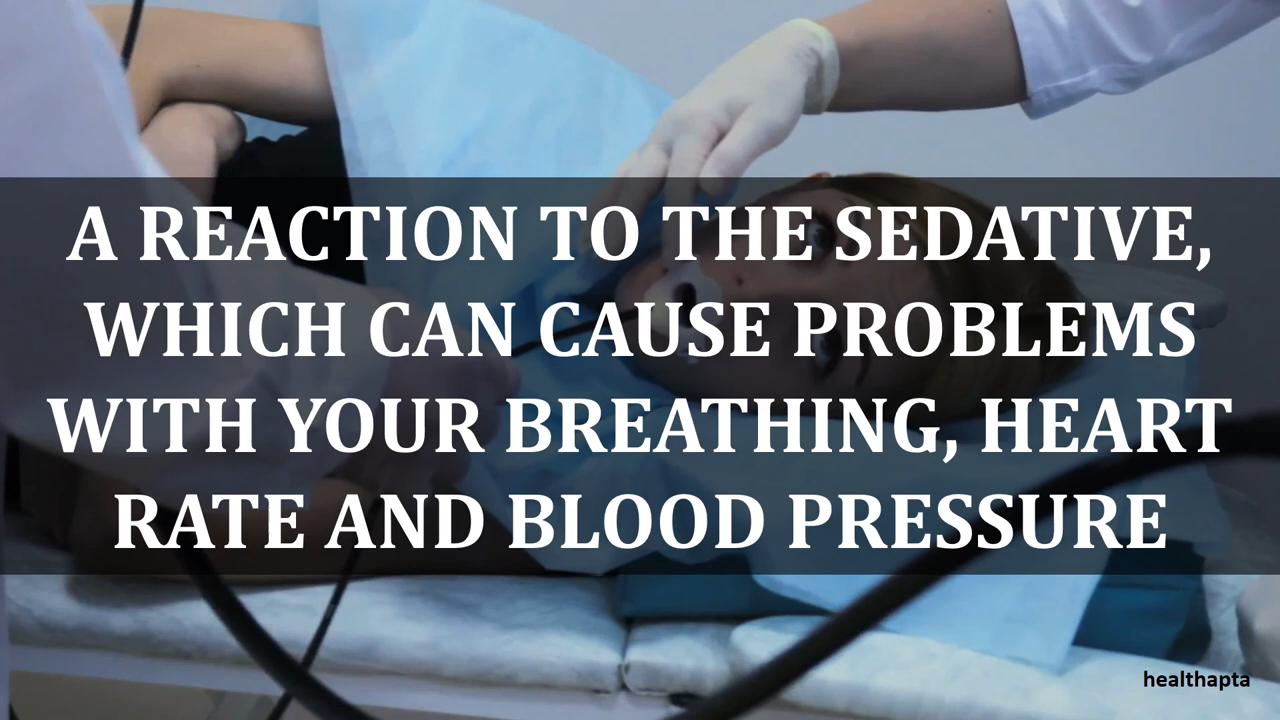 A REACTION TO THE SEDATIVE,
WHICH CAN CAUSE PROBLEMS
WITH YOUR BREATHING, HEART
RATE AND BLOOD PRESSURE
healthapta